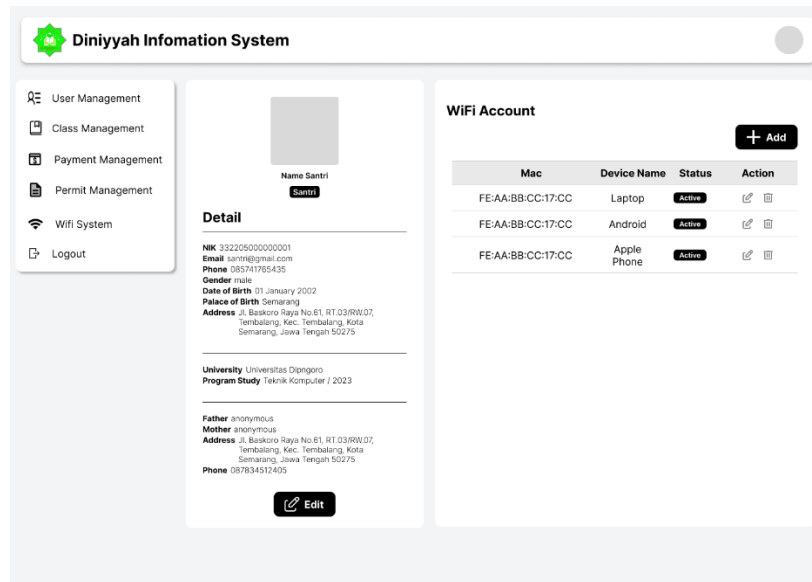 Diniyyah Infomation System
User Management
Class Management
Payment Management
Permit Management
Wifi System
Logout
Name Santri
Santri
Detail
NIK 332205000000001
Email santri@gmail.com
Phone 085741765435
Gender male
Date of Birth 01 January 2002
Palace of Birth Semarang
Address Jl. Baskoro Raya No.61, RT.03/RW.07,
Tembalang, Kec. Tembalang, Kota
Semarang, Jawa Tengah 50275
University Universitas Dipngoro
Program Study Teknik Komputer / 2023
Father anonymous
Mother anonymous
Address Jl. Baskoro Raya No.61, RT.03/RW.07,
Tembalang, Kec. Tembalang, Kota
Semarang, Jawa Tengah 50275
Phone 087834512405
Edit
WiFi Account
Add
Mac Device Name Status Action
FE:AA:BB:CC:17:CC Laptop Active
FE:AA:BB:CC:17:CC Android Active
FE:AA:BB:CC:17:CC Apple Phone Active